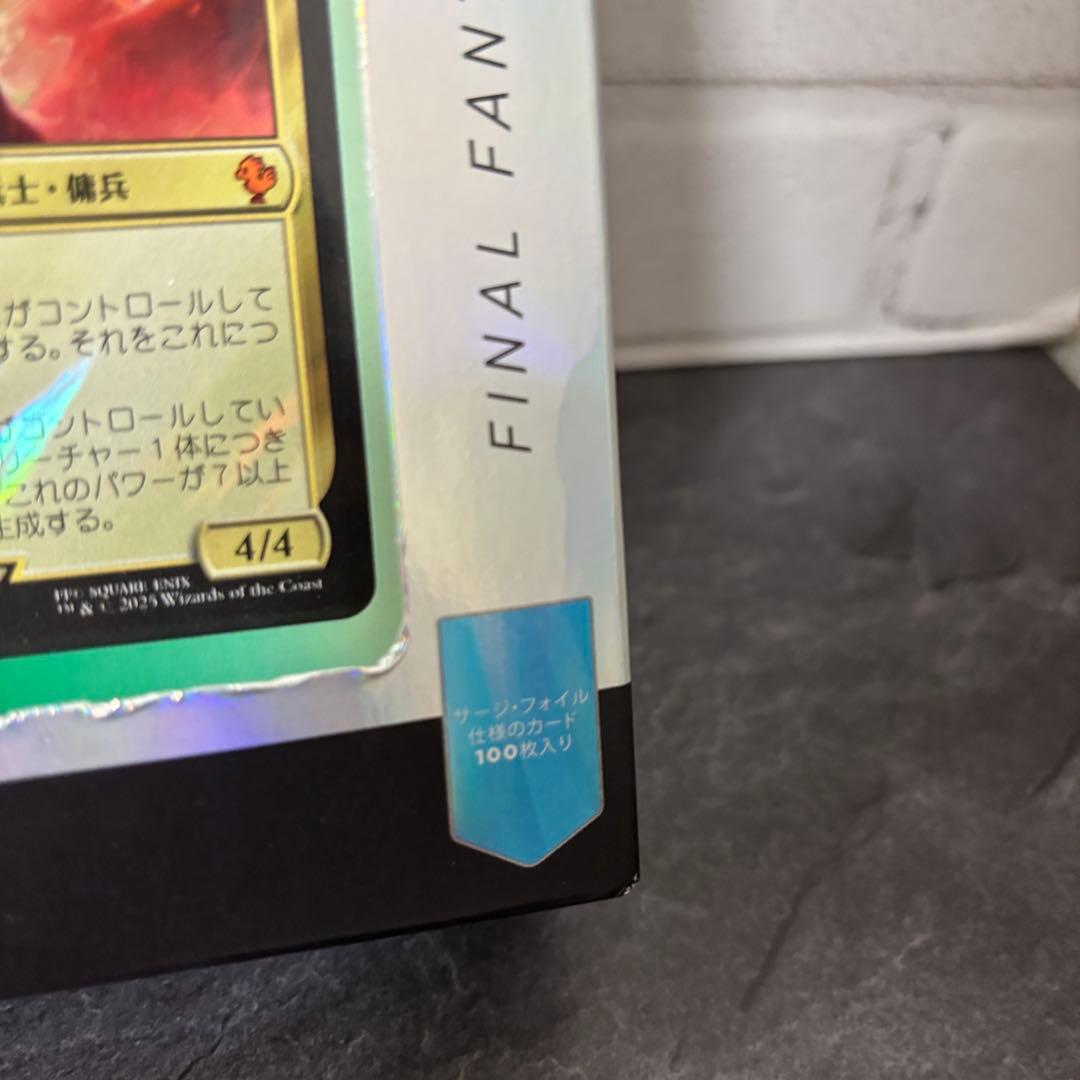 士・傭兵
がコントロールして
する。それをこれにつ
コントロールしてい
リーチャー1体につき
これのパワーが7以上
生成する。
4/4
FF© SQUARE ENIX
TM & © 2025 Wizards of the Coast
FINAL FANT
サージ・フォイル
仕様のカード
100枚入り